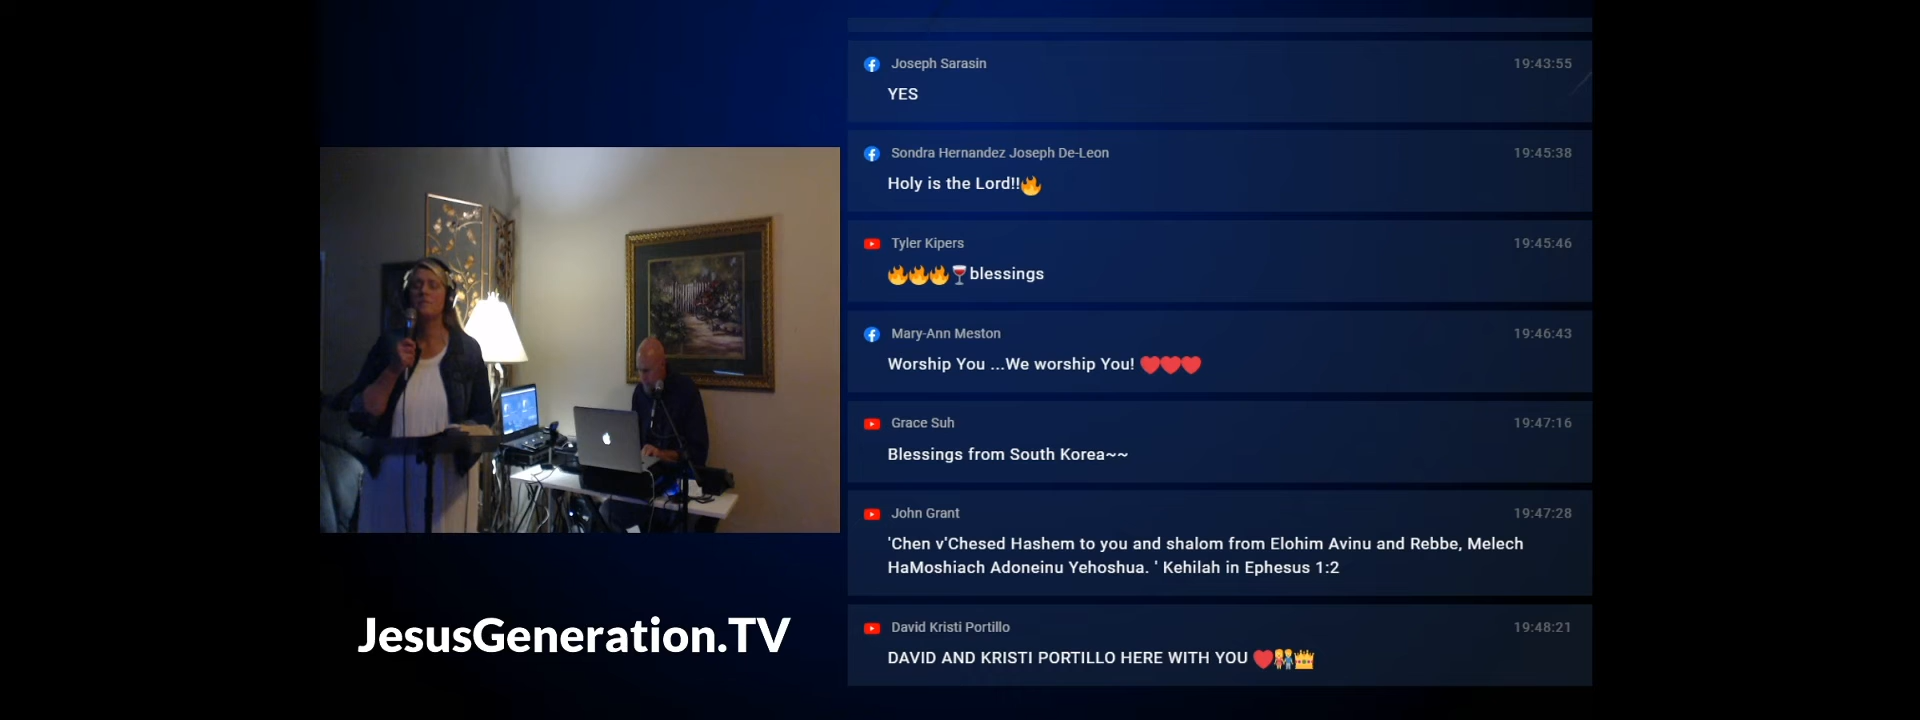 Joseph Sarasin 19:43:55
YES
Sondra Hernandez Joseph De-Leon 19:45:38
Holy is the Lord!!🔥
Tyler Kipers 19:45:46
🔥🔥🔥🍷blessings
Mary-Ann Meston 19:46:43
Worship You ...We worship You! ❤️❤️❤️
Grace Suh 19:47:16
Blessings from South Korea~~
John Grant 19:47:28
'Chen v'Chesed Hashem to you and shalom from Elohim Avinu and Rebbe, Melech
HaMoshiach Adoneinu Yehoshua. ' Kehilah in Ephesus 1:2
David Kristi Portillo 19:48:21
DAVID AND KRISTI PORTILLO HERE WITH YOU ❤️👫👑
JesusGeneration.TV